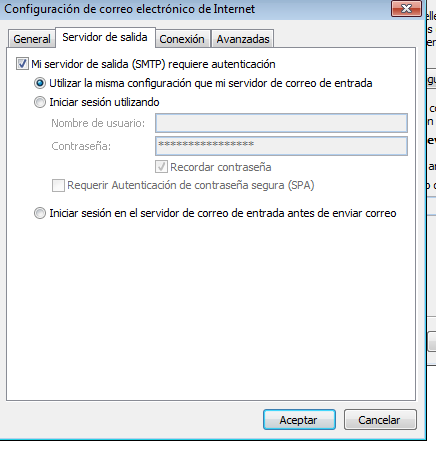 Configuración de correo electrónico de Internet
General
Servidor de salida
Conexión
Avanzadas
Mi servidor de salida (SMTP) requiere autenticación
Utilizar la misma configuración que mi servidor de correo de entrada
Iniciar sesión utilizando
Nombre de usuario:
Contraseña:
****************
Recordar contraseña
Requerir Autenticación de contraseña segura (SPA)
Iniciar sesión en el servidor de correo de entrada antes de enviar correo
Aceptar
Cancelar